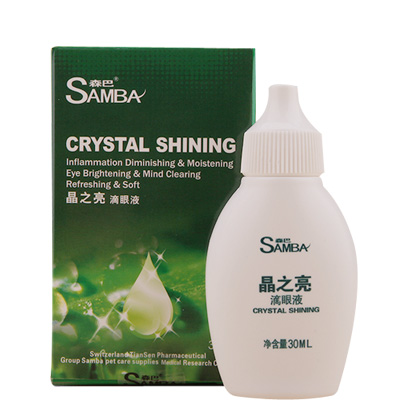 森巴®
SAMBA
CRYSTAL SHINING
Inflammation Diminishing & Moistening
Eye Brightening & Mind Clearing
Refreshing & Soft
晶之亮 滴眼液
Switzerland TianSen Pharmaceutical
Group Samba pet care supplies Medial Research
森巴
SAMBA
晶之亮
滴眼液
CRYSTAL SHINING
净含量30ML